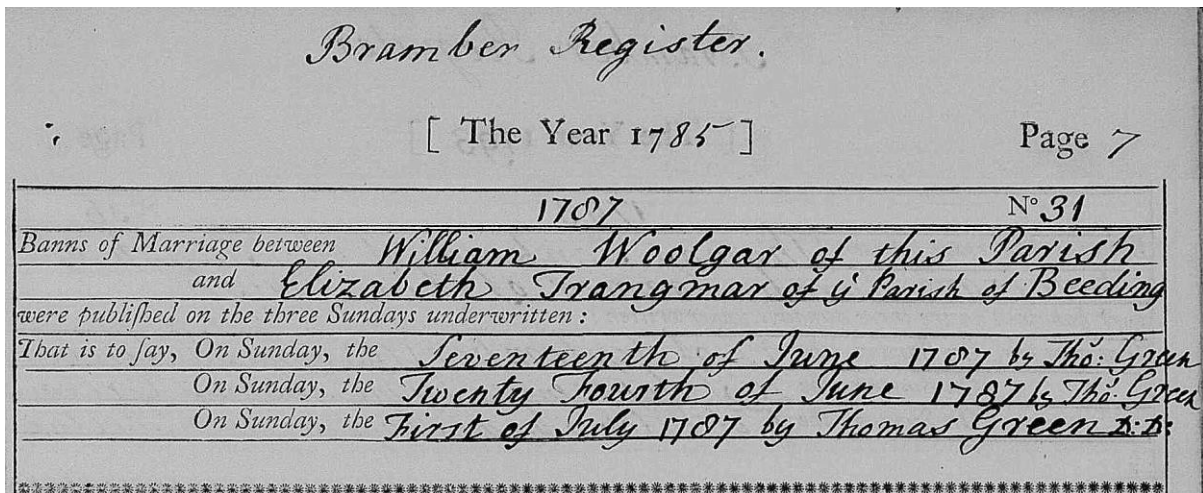 Bramber Register.
[ The Year 1785 ] Page 7
1787 No 31
Banns of Marriage between William Woolgar of this Parish
and Elizabeth Trangmar of ẏ Parish of Beeding
were publiſhed on the three Sundays underwritten :
That is to ſay, On Sunday, the Seventeenth of June 1787 by Tho: Green
On Sunday, the Twenty Fourth of June 1787 by Tho: Green
On Sunday, the First of July 1787 by Thomas Green D:D: